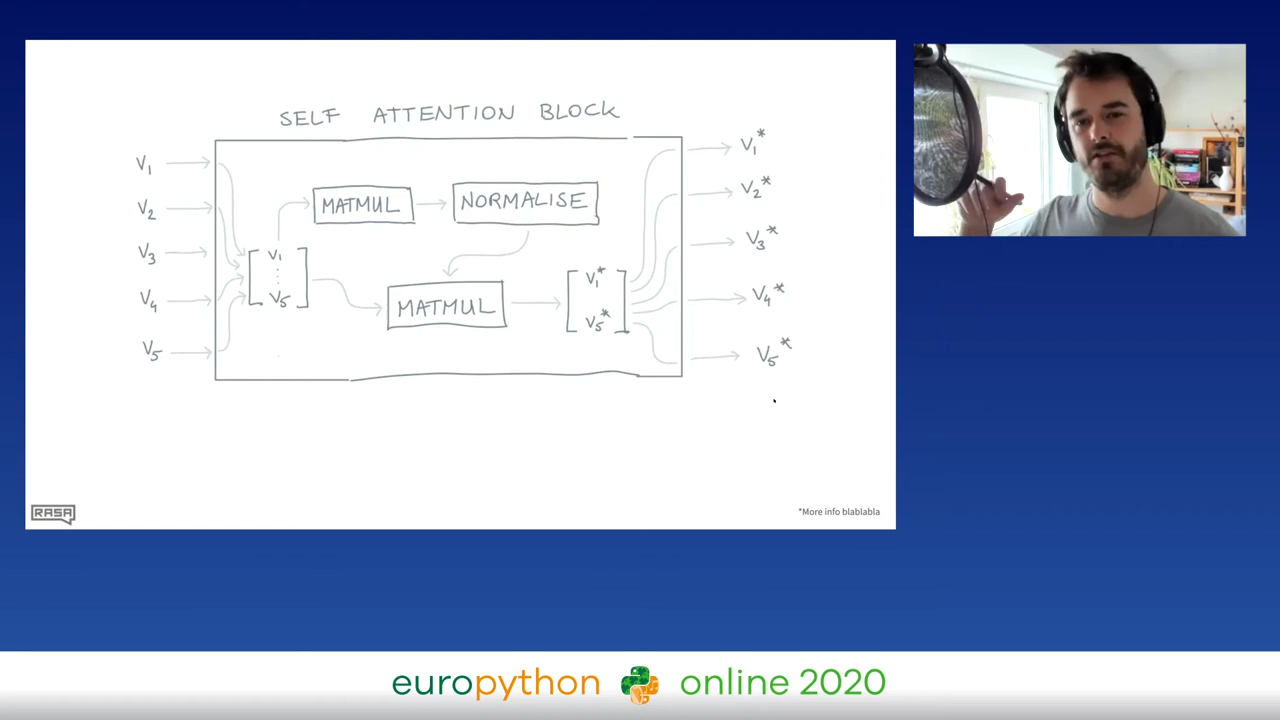 SELF ATTENTION BLOCK
V1
V2
V3
V4
V5
MATMUL
NORMALISE
V1
V5
MATMUL
V1*
V5*
V1*
V2*
V3*
V4*
V5*
RASA
*More info blablabla
europython online 2020